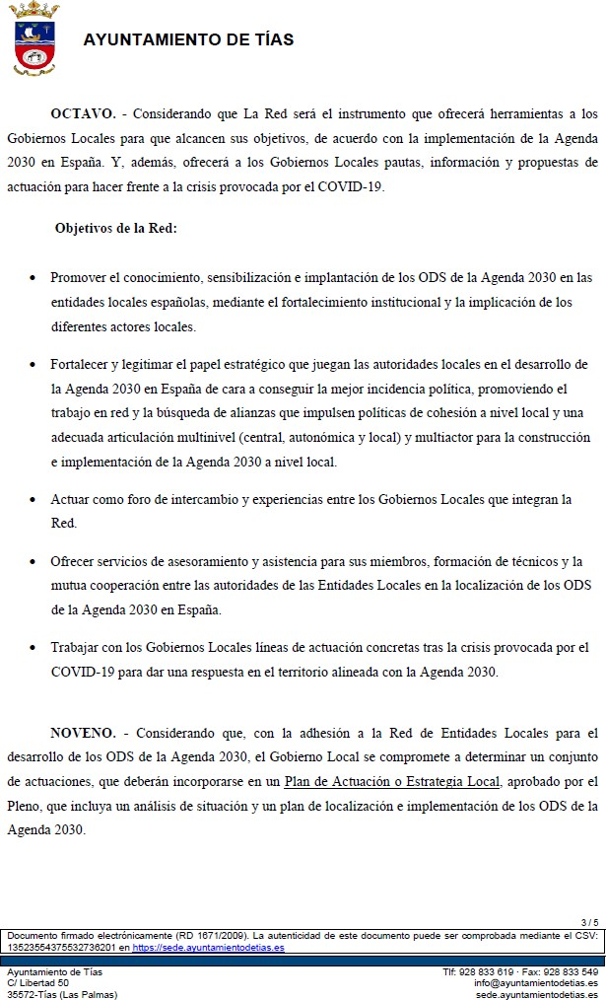 AYUNTAMIENTO DE TÍAS
OCTAVO. - Considerando que La Red será el instrumento que ofrecerá herramientas a los
Gobiernos Locales para que alcancen sus objetivos, de acuerdo con la implementación de la Agenda
2030 en España. Y, además, ofrecerá a los Gobiernos Locales pautas, información y propuestas de
actuación para hacer frente a la crisis provocada por el COVID-19.
Objetivos de la Red:
• Promover el conocimiento, sensibilización e implantación de los ODS de la Agenda 2030 en las
entidades locales españolas, mediante el fortalecimiento institucional y la implicación de los
diferentes actores locales.
• Fortalecer y legitimar el papel estratégico que juegan las autoridades locales en el desarrollo de
la Agenda 2030 en España de cara a conseguir la mejor incidencia política, promoviendo el
trabajo en red y la búsqueda de alianzas que impulsen políticas de cohesión a nivel local y una
adecuada articulación multinivel (central, autonómica y local) y multiactor para la construcción
e implementación de la Agenda 2030 a nivel local.
• Actuar como foro de intercambio y experiencias entre los Gobiernos Locales que integran la
Red.
• Ofrecer servicios de asesoramiento y asistencia para sus miembros, formación de técnicos y la
mutua cooperación entre las autoridades de las Entidades Locales en la localización de los ODS
de la Agenda 2030 en España.
• Trabajar con los Gobiernos Locales líneas de actuación concretas tras la crisis provocada por el
COVID-19 para dar una respuesta en el territorio alineada con la Agenda 2030.
NOVENO. - Considerando que, con la adhesión a la Red de Entidades Locales para el
desarrollo de los ODS de la Agenda 2030, el Gobierno Local se compromete a determinar un conjunto
de actuaciones, que deberán incorporarse en un Plan de Actuación o Estrategia Local, aprobado por el
Pleno, que incluya un análisis de situación y un plan de localización e implementación de los ODS de la
Agenda 2030.
3 / 5
Documento firmado electrónicamente (RD 1671/2009). La autenticidad de este documento puede ser comprobada mediante el CSV:
13523554375532736201 en https://sede.ayuntamientodetias.es
Ayuntamiento de Tías
C/ Libertad 50
35572-Tías (Las Palmas)
Tlf: 928 833 619 · Fax: 928 833 549
info@ayuntamientodetias.es
sede.ayuntamientodetias.es